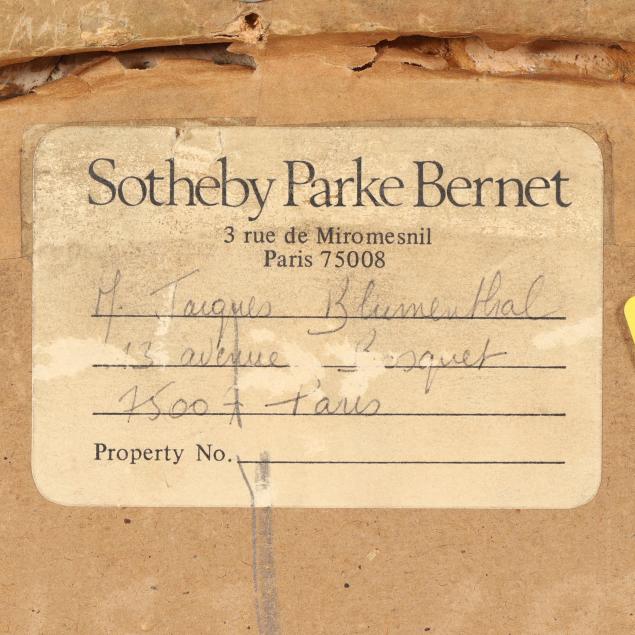 Sotheby Parke Bernet
3 rue de Miromesnil
Paris 75008
M. Jacques Blumenthal
13 avenue Bosquet
75007 Paris
Property No.